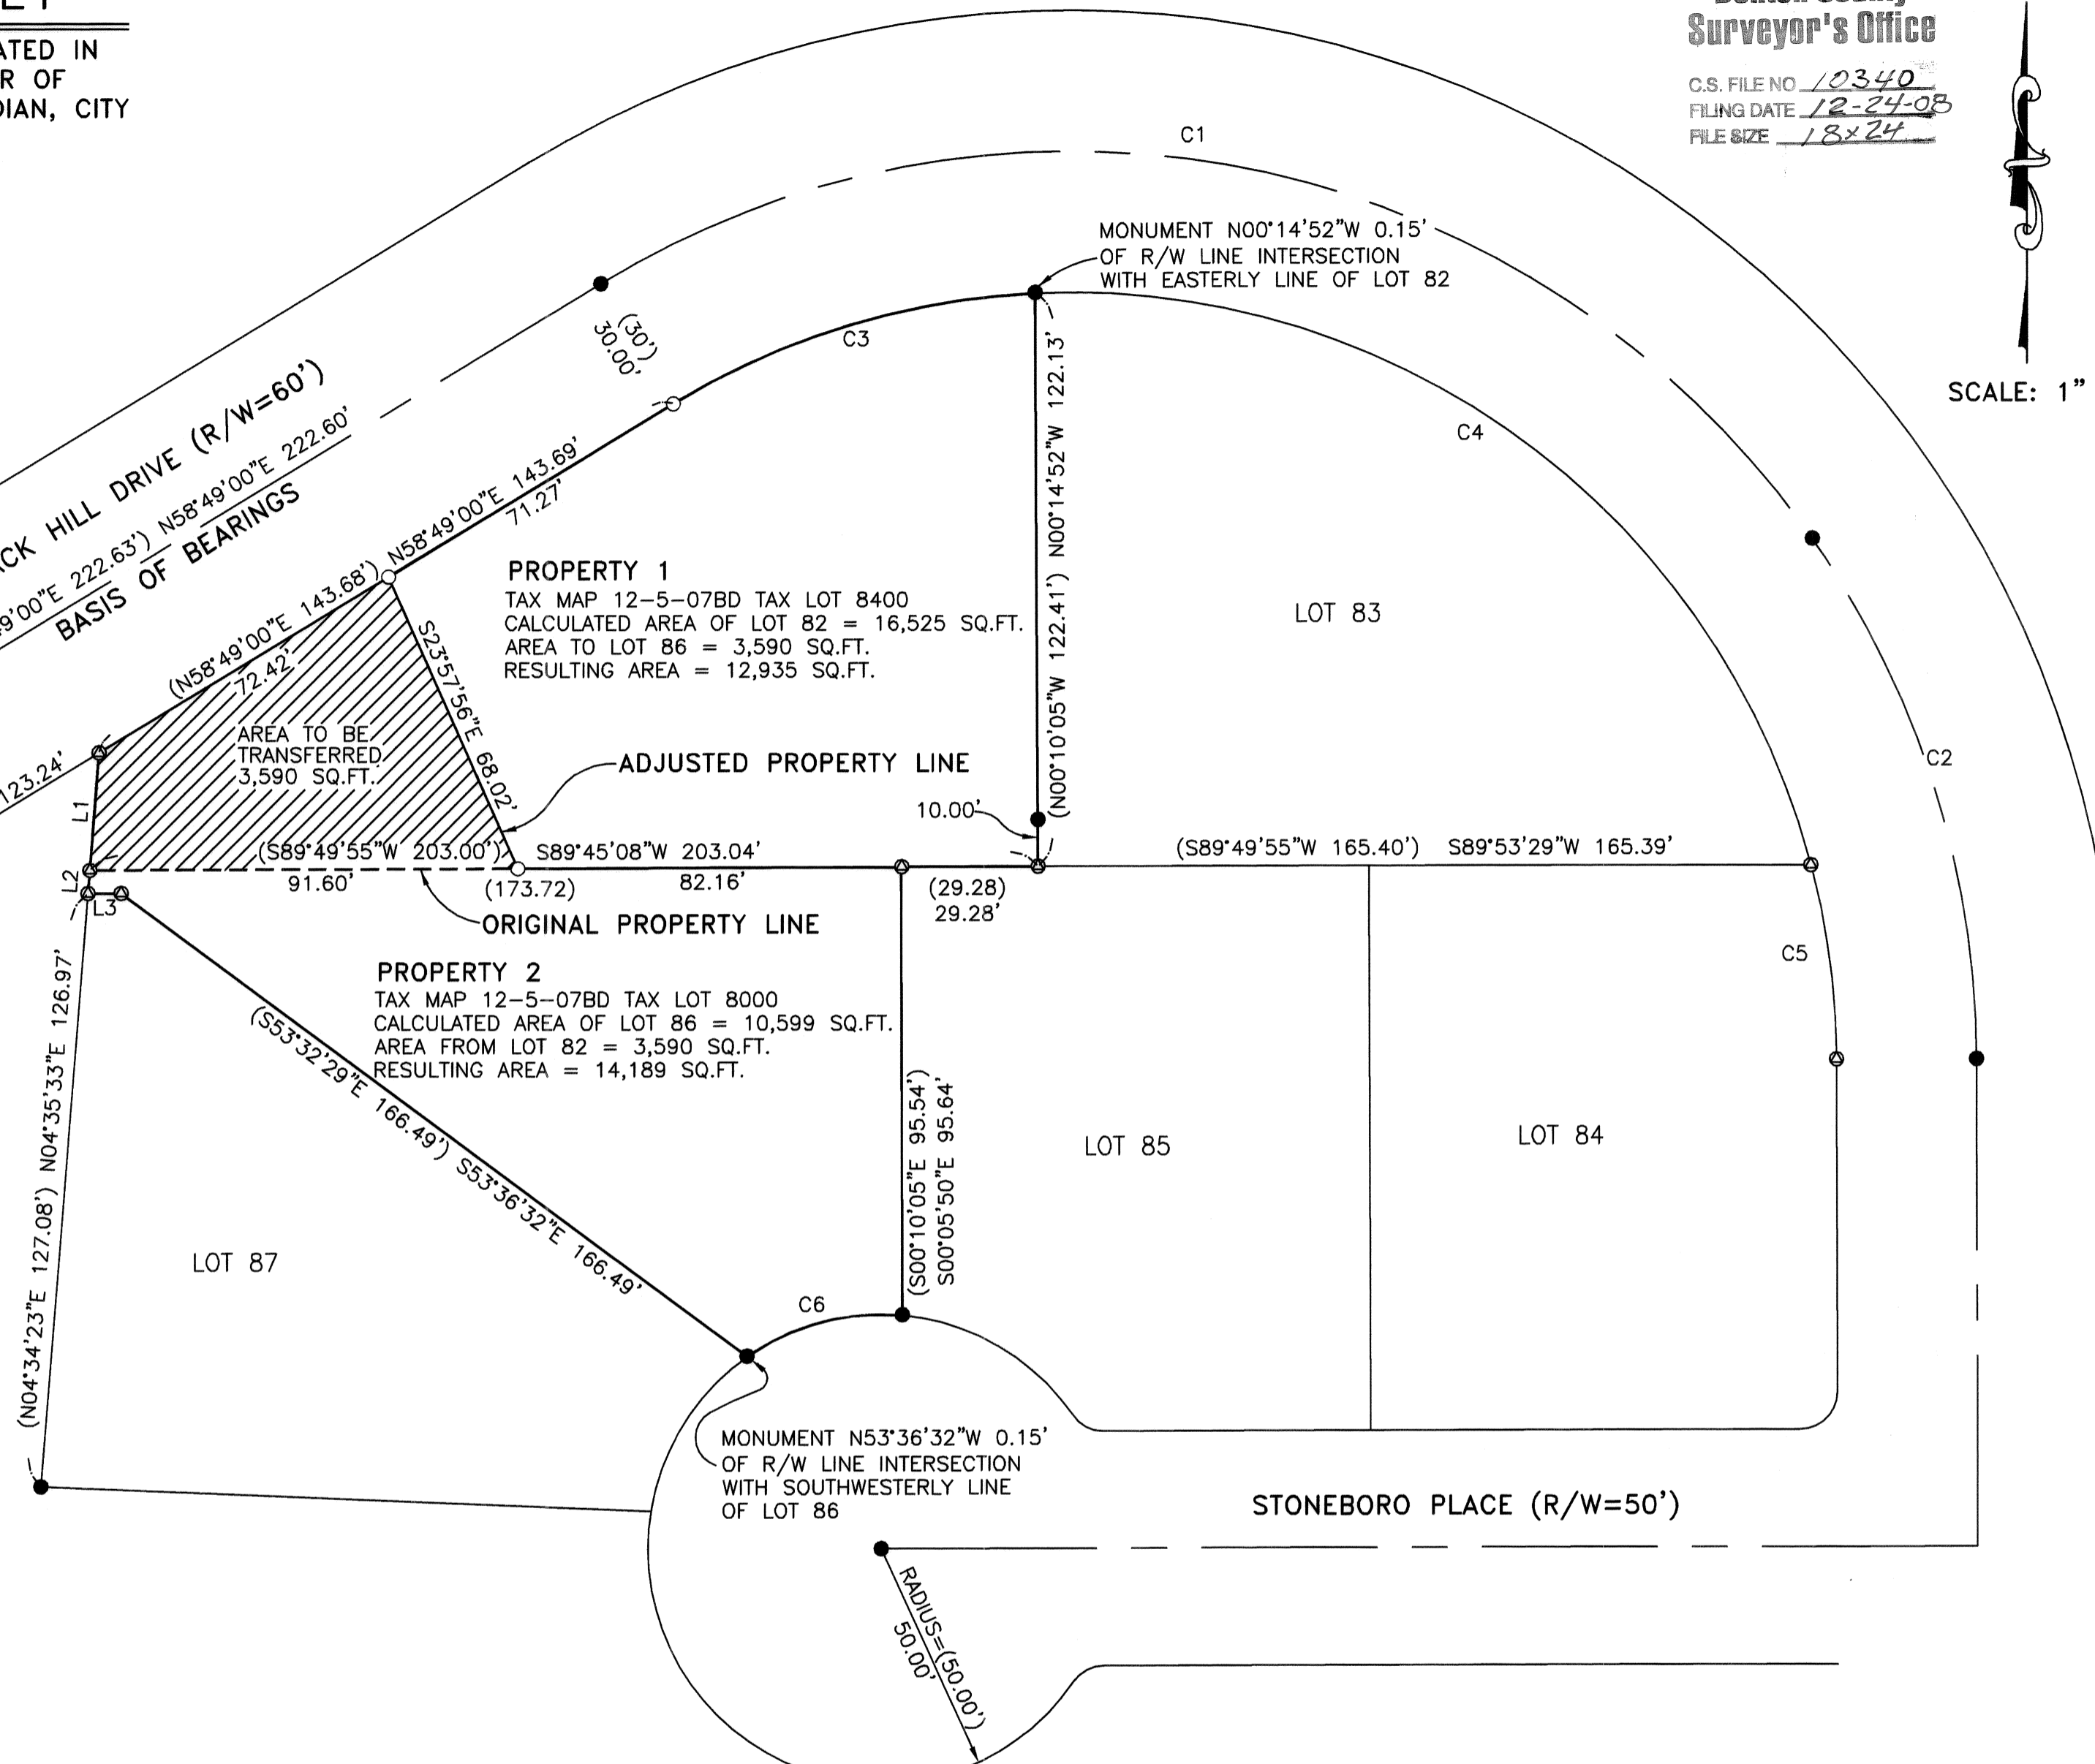 ATED IN
R OF
DIAN, CITY
Surveyor's Office
C.S. FILE NO 10340
FILING DATE 12-24-08
FILE SIZE 18x24
SCALE: 1"
C1
MONUMENT N00°14'52"W 0.15'
OF R/W LINE INTERSECTION
WITH EASTERLY LINE OF LOT 82
(30')
30.00'
C3
C4
CK HILL DRIVE (R/W=60')
9'00"E 222.63') N58°49'00"E 222.60'
BASIS OF BEARINGS
(N58°49'00"E 143.68') N58°49'00"E 143.69'
71.27'
72.42'
(N00°10'05"W 122.41') N00°14'52"W 122.13'
LOT 83
PROPERTY 1
TAX MAP 12-5-07BD TAX LOT 8400
CALCULATED AREA OF LOT 82 = 16,525 SQ.FT.
AREA TO LOT 86 = 3,590 SQ.FT.
RESULTING AREA = 12,935 SQ.FT.
S23°57'56"E 68.02'
AREA TO BE
TRANSFERRED
3,590 SQ.FT.
ADJUSTED PROPERTY LINE
123.24'
L1
10.00'
C2
(S89°49'55"W 203.00') S89°45'08"W 203.04'
(S89°49'55"W 165.40') S89°53'29"W 165.39'
L2
91.60'
(173.72)
82.16'
(29.28)
29.28'
L3
ORIGINAL PROPERTY LINE
C5
PROPERTY 2
TAX MAP 12-5-07BD TAX LOT 8000
CALCULATED AREA OF LOT 86 = 10,599 SQ.FT.
AREA FROM LOT 82 = 3,590 SQ.FT.
RESULTING AREA = 14,189 SQ.FT.
(N04°34'23"E 127.08') N04°35'33"E 126.97'
(S53°32'29"E 166.49') S53°36'32"E 166.49'
(S00°10'05"E 95.54')
S00°05'50"E 95.64'
LOT 85
LOT 84
LOT 87
C6
MONUMENT N53°36'32"W 0.15'
OF R/W LINE INTERSECTION
WITH SOUTHWESTERLY LINE
OF LOT 86
STONEBORO PLACE (R/W=50')
RADIUS=(50.00')
50.00'